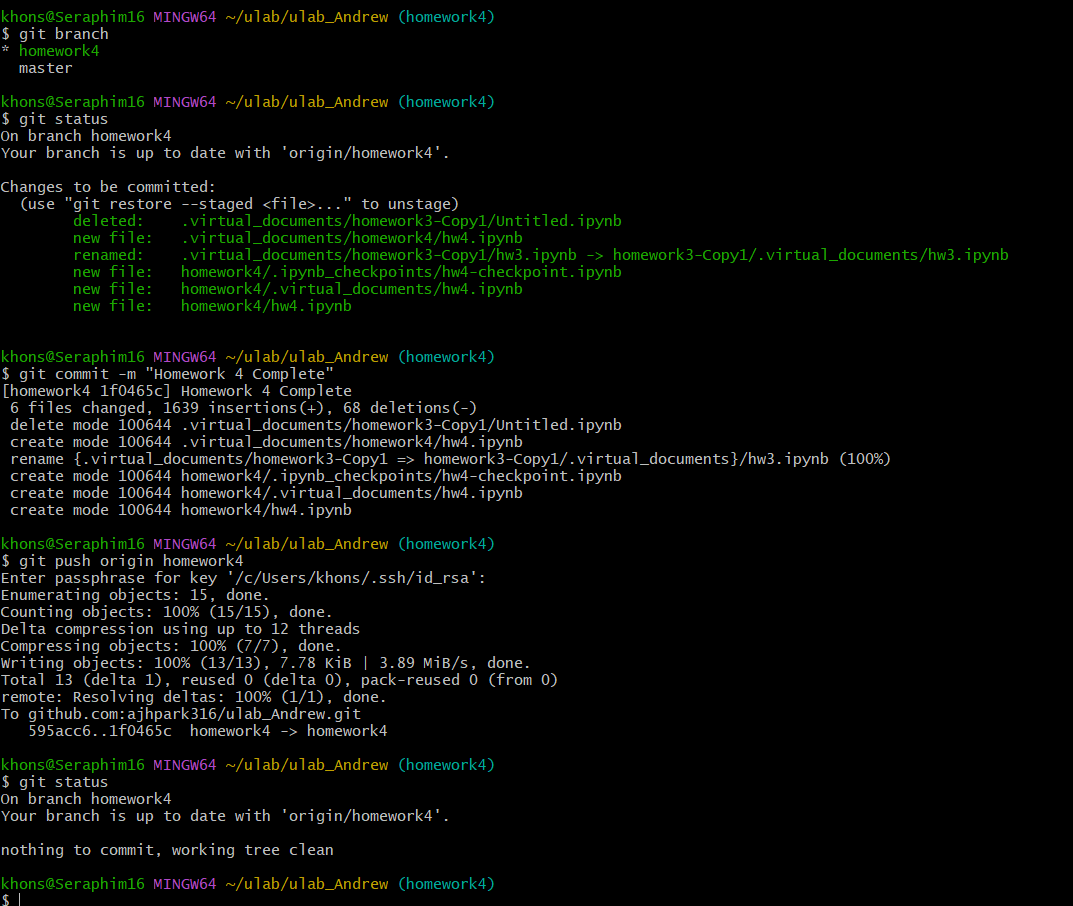 khons@Seraphim16 MINGW64 ~/ulab/ulab_Andrew (homework4)
$ git branch
* homework4
  master

khons@Seraphim16 MINGW64 ~/ulab/ulab_Andrew (homework4)
$ git status
On branch homework4
Your branch is up to date with 'origin/homework4'.

Changes to be committed:
  (use "git restore --staged <file>..." to unstage)
        deleted:    .virtual_documents/homework3-Copy1/Untitled.ipynb
        new file:   .virtual_documents/homework4/hw4.ipynb
        renamed:    .virtual_documents/homework3-Copy1/hw3.ipynb -> homework3-Copy1/.virtual_documents/hw3.ipynb
        new file:   homework4/.ipynb_checkpoints/hw4-checkpoint.ipynb
        new file:   homework4/.virtual_documents/hw4.ipynb
        new file:   homework4/hw4.ipynb

khons@Seraphim16 MINGW64 ~/ulab/ulab_Andrew (homework4)
$ git commit -m "Homework 4 Complete"
[homework4 1f0465c] Homework 4 Complete
 6 files changed, 1639 insertions(+), 68 deletions(-)
 delete mode 100644 .virtual_documents/homework3-Copy1/Untitled.ipynb
 create mode 100644 .virtual_documents/homework4/hw4.ipynb
 rename {.virtual_documents/homework3-Copy1 => homework3-Copy1/.virtual_documents}/hw3.ipynb (100%)
 create mode 100644 homework4/.ipynb_checkpoints/hw4-checkpoint.ipynb
 create mode 100644 homework4/.virtual_documents/hw4.ipynb
 create mode 100644 homework4/hw4.ipynb

khons@Seraphim16 MINGW64 ~/ulab/ulab_Andrew (homework4)
$ git push origin homework4
Enter passphrase for key '/c/Users/khons/.ssh/id_rsa':
Enumerating objects: 15, done.
Counting objects: 100% (15/15), done.
Delta compression using up to 12 threads
Compressing objects: 100% (7/7), done.
Writing objects: 100% (13/13), 7.78 KiB | 3.89 MiB/s, done.
Total 13 (delta 1), reused 0 (delta 0), pack-reused 0 (from 0)
remote: Resolving deltas: 100% (1/1), done.
To github.com:ajhpark316/ulab_Andrew.git
   595acc6..1f0465c  homework4 -> homework4

khons@Seraphim16 MINGW64 ~/ulab/ulab_Andrew (homework4)
$ git status
On branch homework4
Your branch is up to date with 'origin/homework4'.

nothing to commit, working tree clean

khons@Seraphim16 MINGW64 ~/ulab/ulab_Andrew (homework4)
$